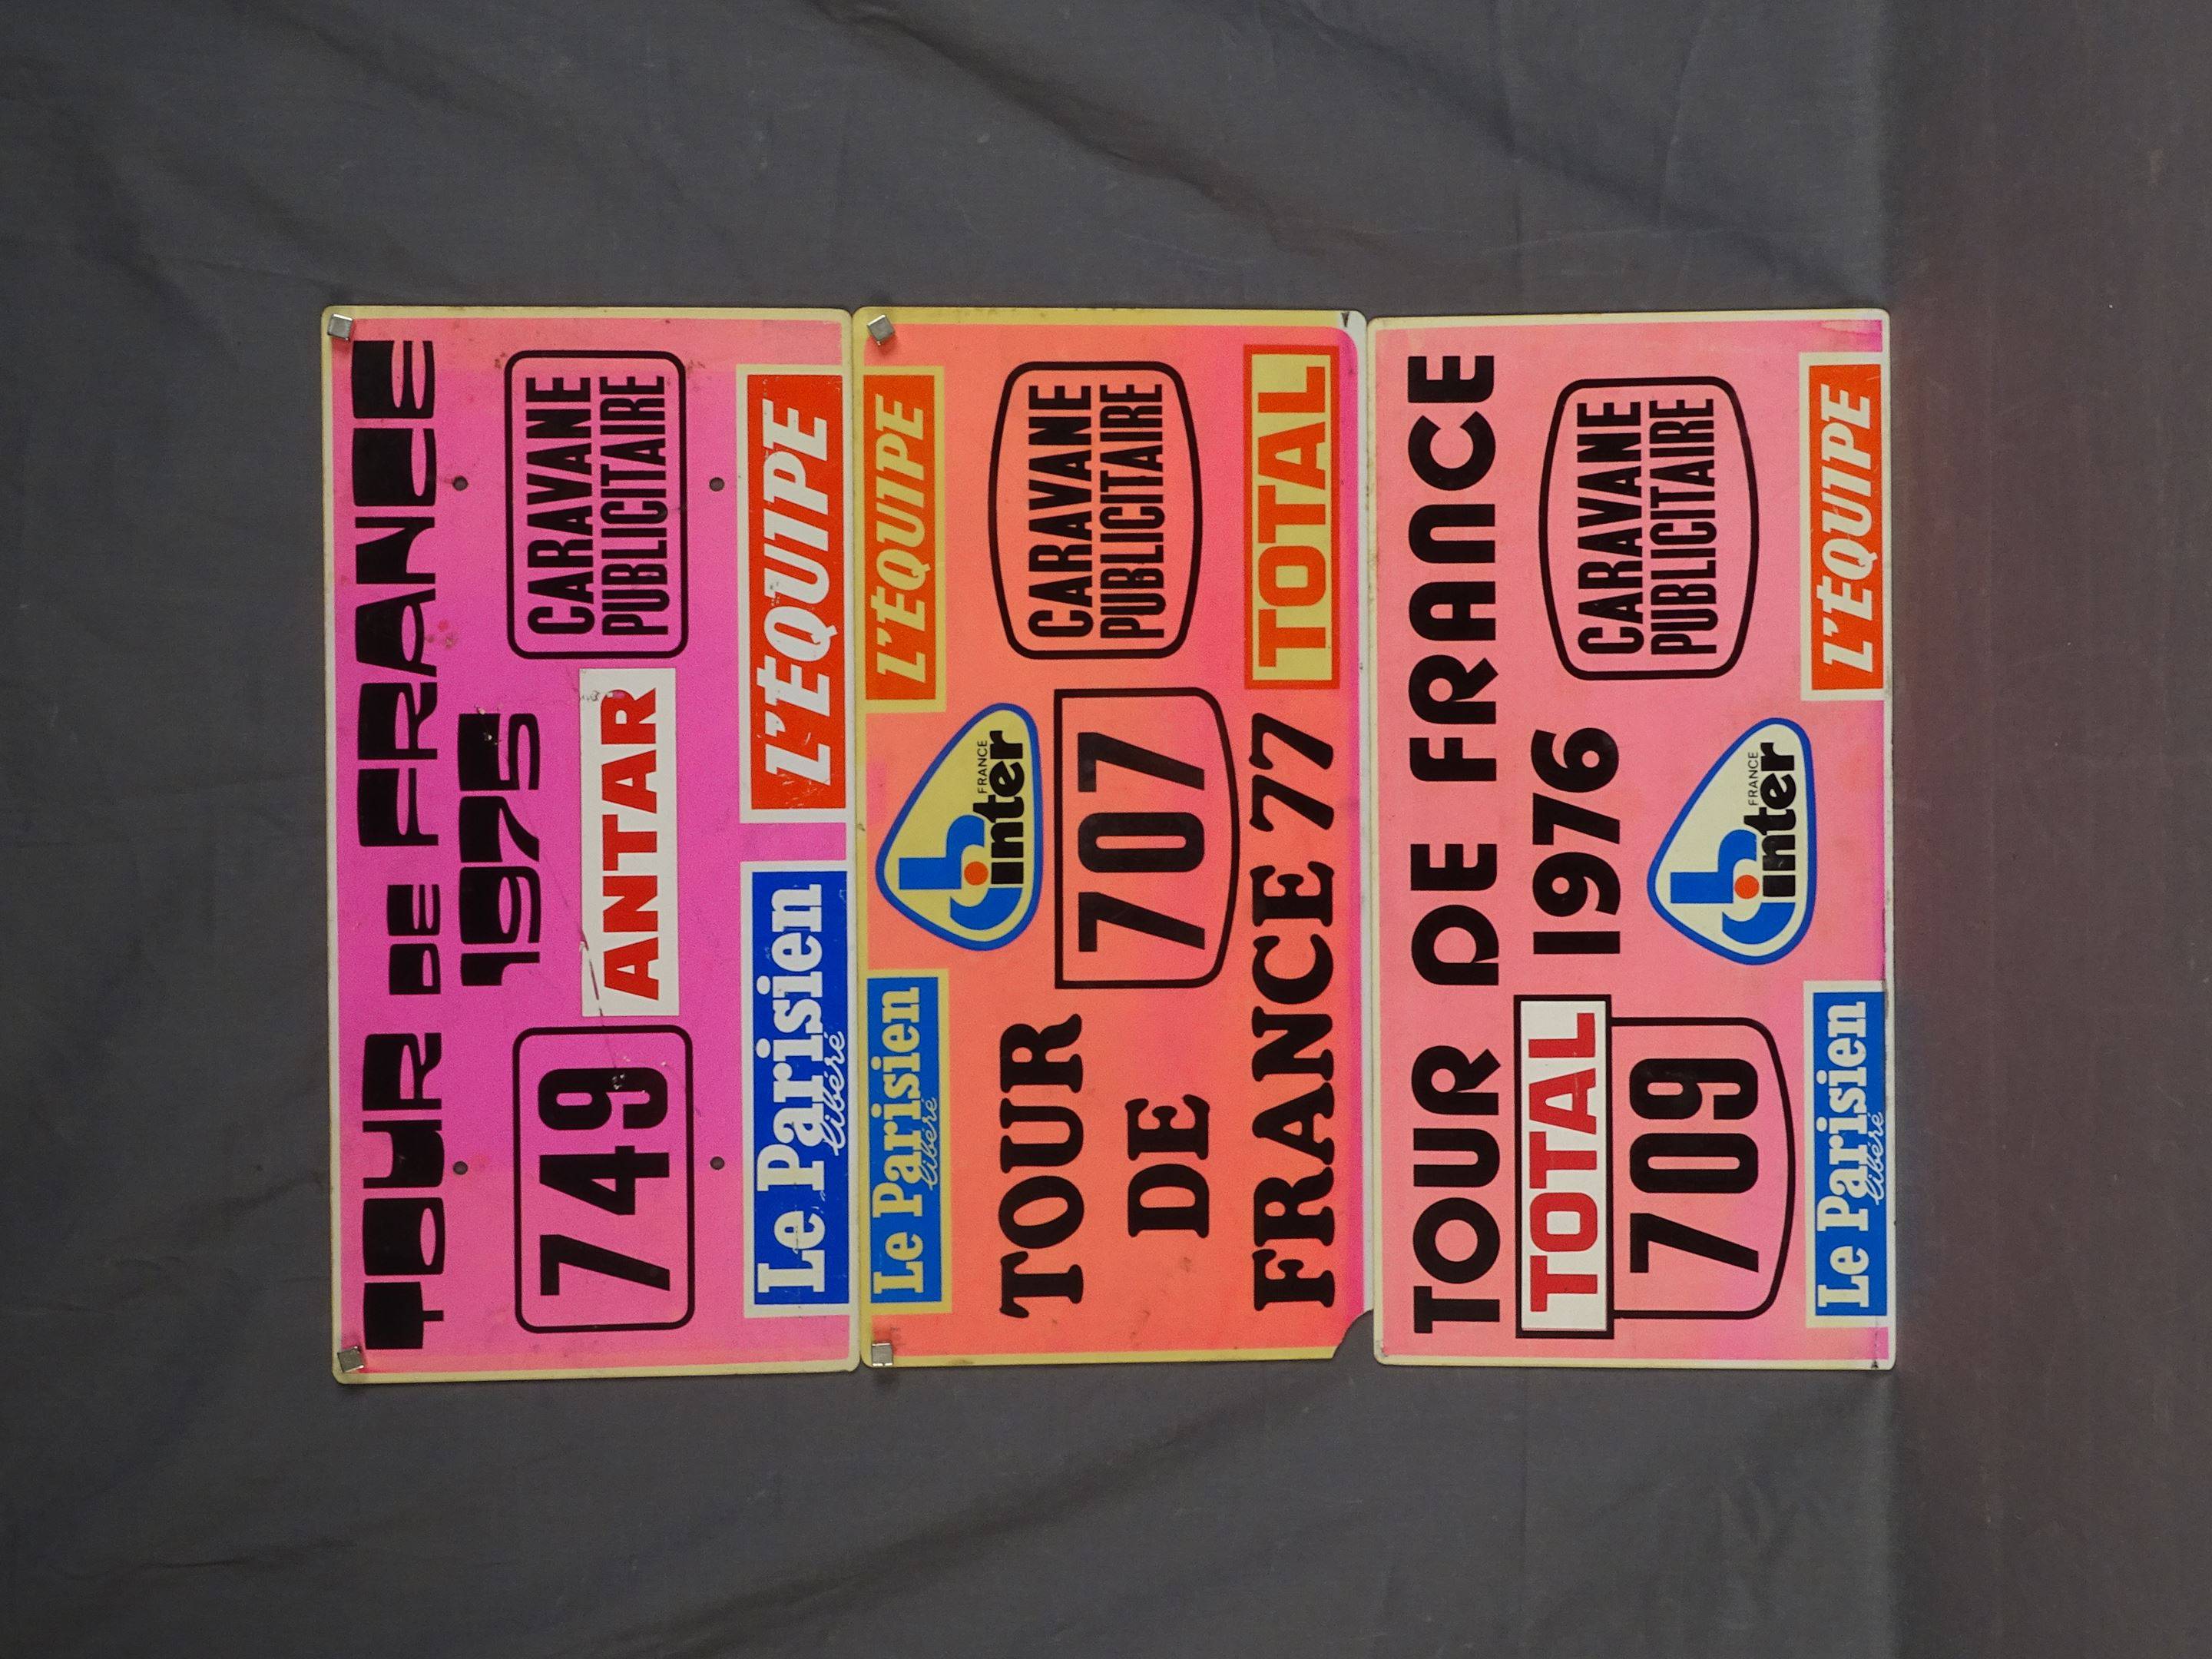 TOUR DE FRANCE
1975
749
ANTAR
CARAVANE
PUBLICITAIRE
Le Parisien
libéré
L'EQUIPE
Le Parisien
libéré
L'EQUIPE
FRANCE
inter
TOUR
DE
FRANCE 77
707
CARAVANE
PUBLICITAIRE
TOTAL
TOUR DE FRANCE
1976
TOTAL
709
CARAVANE
PUBLICITAIRE
FRANCE
inter
Le Parisien
libéré
L'EQUIPE